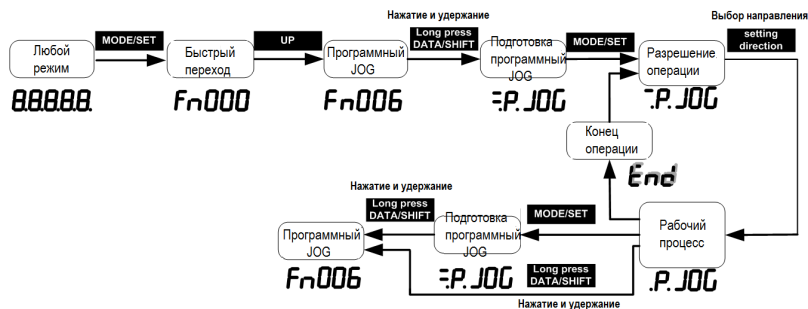 Нажатие и удержание
Выбор направления
Любой
режим
MODE/SET
Быстрый
переход
UP
Программный
JOG
Long press
DATA/SHIFT
Подготовка
программный
JOG
MODE/SET
Разрешение
операции
setting
direction
8.8.8.8.8.
Fn000
Fn006
P. JOG
P. JOG
Конец
операции
End
Нажатие и удержание
Программный
JOG
Long press
DATA/SHIFT
Подготовка
программный
JOG
MODE/SET
Рабочий
процесс
Fn006
P. JOG
Long press
DATA/SHIFT
.P. JOG
Нажатие и удержание